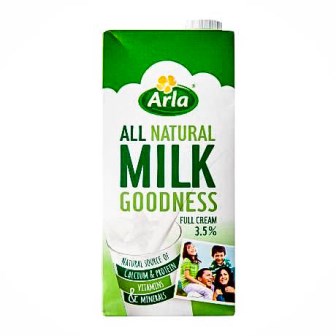 Arla
ALL NATURAL
MILK
GOODNESS
FULL CREAM
3.5%
NATURAL SOURCE OF
CALCIUM & PROTEIN
VITAMINS
& MINERALS